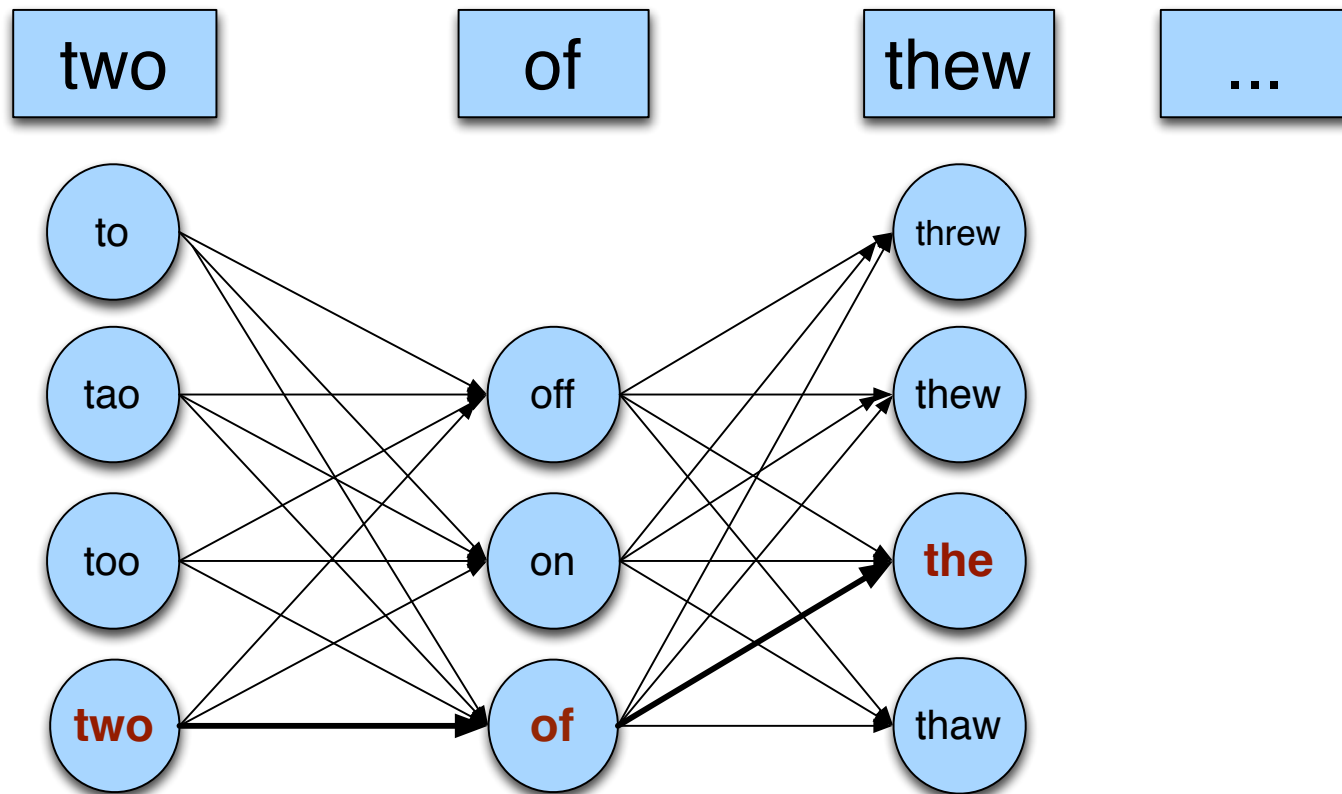 two of thew ...
to threw
tao off thew
too on the
two of thaw